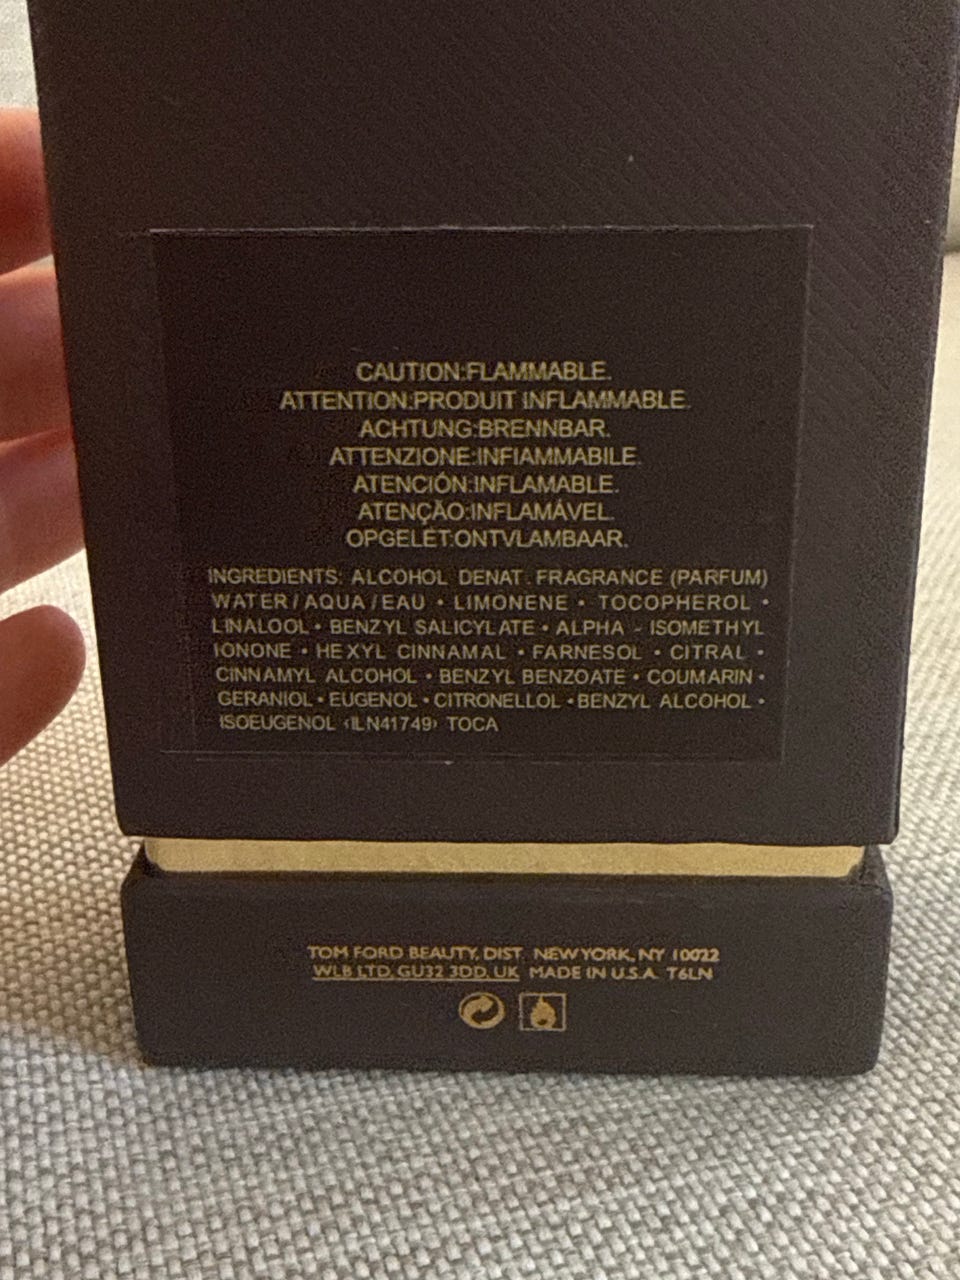 CAUTION:FLAMMABLE.
ATTENTION:PRODUIT INFLAMMABLE.
ACHTUNG:BRENNBAR.
ATTENZIONE:INFIAMMABILE.
ATENCIÓN:INFLAMABLE.
ATENÇÃO:INFLAMÁVEL.
OPGELET:ONTVLAMBAAR.
INGREDIENTS: ALCOHOL DENAT. FRAGRANCE (PARFUM)
WATER/AQUA/EAU • LIMONENE • TOCOPHEROL •
LINALOOL • BENZYL SALICYLATE • ALPHA - ISOMETHYL
IONONE • HEXYL CINNAMAL • FARNESOL • CITRAL •
CINNAMYL ALCOHOL • BENZYL BENZOATE • COUMARIN •
GERANIOL • EUGENOL • CITRONELLOL • BENZYL ALCOHOL •
ISOEUGENOL <ILN41749> TOCA
TOM FORD BEAUTY, DIST. NEW YORK, NY 10022
WLB LTD, GU32 3DD, UK MADE IN U.S.A. T6LN